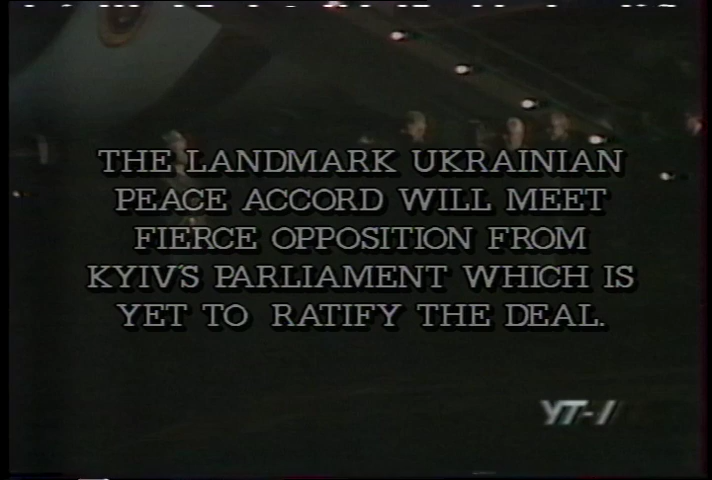 THE LANDMARK UKRAINIAN
PEACE ACCORD WILL MEET
FIERCE OPPOSITION FROM
KYIV'S PARLIAMENT WHICH IS
YET TO RATIFY THE DEAL.
УТ-1